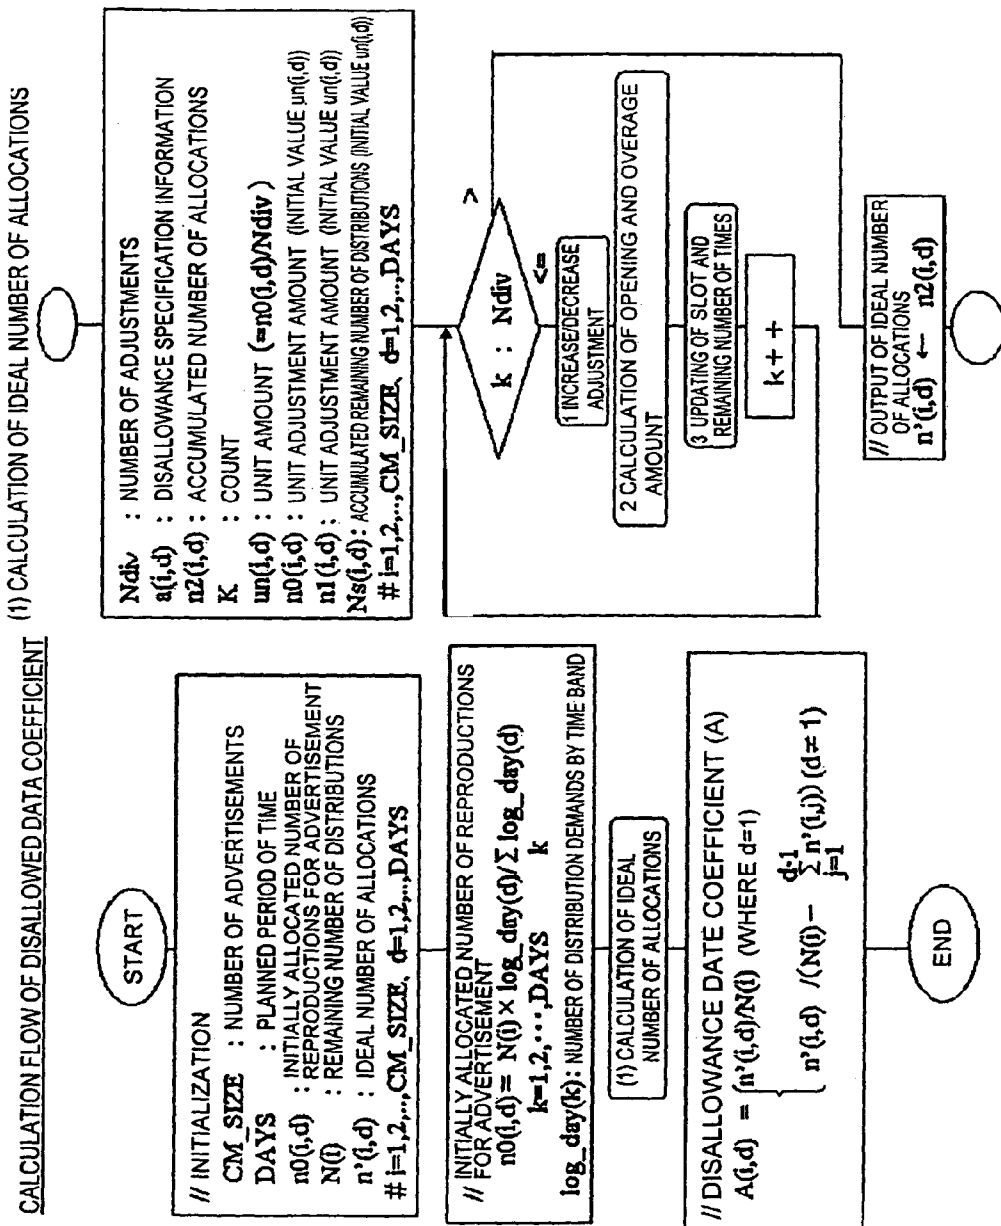 CALCULATION FLOW OF DISALLOWED DATA COEFFICIENT
START
// INITIALIZATION
CM_SIZE : NUMBER OF ADVERTISEMENTS
DAYS : PLANNED PERIOD OF TIME
n0(i,d) : INITIALLY ALLOCATED NUMBER OF
REPRODUCTIONS FOR ADVERTISEMENT
N(i) : REMAINING NUMBER OF DISTRIBUTIONS
n'(i,d) : IDEAL NUMBER OF ALLOCATIONS
# i=1,2,..,CM_SIZE, d=1,2,..,DAYS
// INITIALLY ALLOCATED NUMBER OF REPRODUCTIONS
FOR ADVERTISEMENT
n0(i,d) = N(i) × log_day(d)/Σ log_day(d)
k=1,2,···,DAYS k
log_day(k): NUMBER OF DISTRIBUTION DEMANDS BY TIME BAND
(1) CALCULATION OF IDEAL
NUMBER OF ALLOCATIONS
// DISALLOWANCE DATE COEFFICIENT (A)
A(i,d) = { n'(i,d)/N(i) (WHERE d=1)
d-1
n'(i,d) /(N(i) − Σ n'(i,j)) (d≠1)
j=1
END
(1) CALCULATION OF IDEAL NUMBER OF ALLOCATIONS
Ndiv : NUMBER OF ADJUSTMENTS
a(i,d) : DISALLOWANCE SPECIFICATION INFORMATION
n2(i,d) : ACCUMULATED NUMBER OF ALLOCATIONS
K : COUNT
un(i,d) : UNIT AMOUNT (=n0(i,d)/Ndiv )
n0(i,d) : UNIT ADJUSTMENT AMOUNT (INITIAL VALUE un(i,d))
n1(i,d) : UNIT ADJUSTMENT AMOUNT (INITIAL VALUE un(i,d))
Ns(i,d) : ACCUMULATED REMAINING NUMBER OF DISTRIBUTIONS (INITIAL VALUE un(i,d))
# i=1,2,..,CM_SIZE, d=1,2,..,DAYS
k : Ndiv
>
<=
1 INCREASE/DECREASE
ADJUSTMENT
2 CALCULATION OF OPENING AND OVERAGE
AMOUNT
3 UPDATING OF SLOT AND
REMAINING NUMBER OF TIMES
k++
// OUTPUT OF IDEAL NUMBER
OF ALLOCATIONS
n'(i,d) ← n2(i,d)